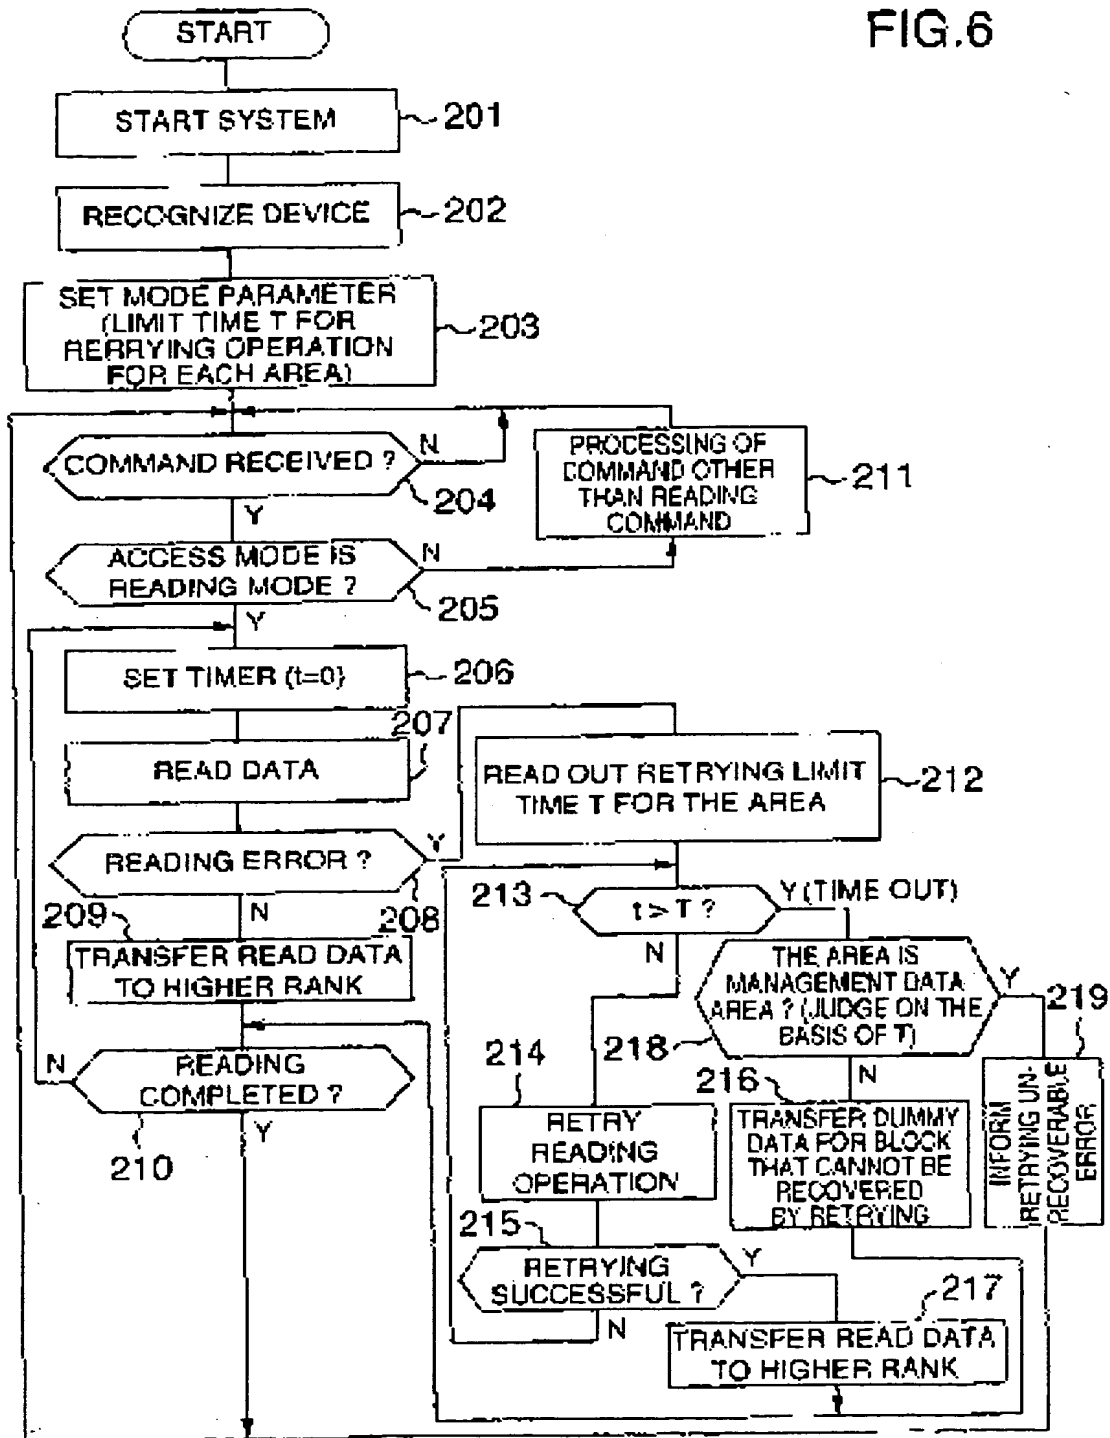 FIG.6
START
START SYSTEM
201
RECOGNIZE DEVICE
202
SET MODE PARAMETER
(LIMIT TIME T FOR
RERRYING OPERATION
FOR EACH AREA)
203
COMMAND RECEIVED ?
N
204
Y
PROCESSING OF
COMMAND OTHER
THAN READING
COMMAND
211
ACCESS MODE IS
READING MODE ?
N
205
Y
SET TIMER (t=0)
206
207
READ DATA
READ OUT RETRYING LIMIT
TIME T FOR THE AREA
212
READING ERROR ?
Y
208
N
209
TRANSFER READ DATA
TO HIGHER RANK
213
t > T ?
Y (TIME OUT)
N
THE AREA IS
MANAGEMENT DATA
AREA ? (JUDGE ON THE
BASIS OF T)
Y
218
N
219
INFORM
RETRYING UN-
RECOVERABLE
ERROR
N
READING
COMPLETED ?
Y
210
214
RETRY
READING
OPERATION
216
TRANSFER DUMMY
DATA FOR BLOCK
THAT CANNOT BE
RECOVERED
BY RETRYING
215
RETRYING
SUCCESSFUL ?
Y
N
217
TRANSFER READ DATA
TO HIGHER RANK